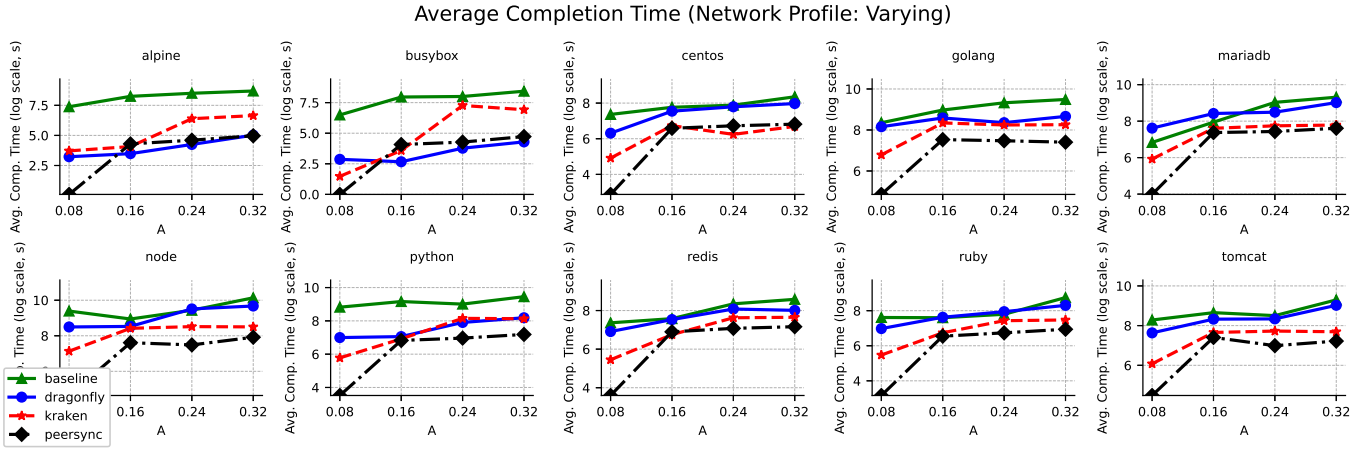 Average Completion Time (Network Profile: Varying)
alpine
busybox
centos
golang
mariadb
Avg. Comp. Time (log scale, s)
7.5
5.0
2.5
0.08 0.16 0.24 0.32
A
Avg. Comp. Time (log scale, s)
7.5
5.0
2.5
0.0
0.08 0.16 0.24 0.32
A
Avg. Comp. Time (log scale, s)
8
6
4
0.08 0.16 0.24 0.32
A
Avg. Comp. Time (log scale, s)
10
8
6
0.08 0.16 0.24 0.32
A
Avg. Comp. Time (log scale, s)
10
8
6
4
0.08 0.16 0.24 0.32
A
node
python
redis
ruby
tomcat
p. Time (log scale, s)
10
8
0.16 0.24 0.32
A
Avg. Comp. Time (log scale, s)
10
8
6
4
0.08 0.16 0.24 0.32
A
Avg. Comp. Time (log scale, s)
8
6
4
0.08 0.16 0.24 0.32
A
Avg. Comp. Time (log scale, s)
8
6
4
0.08 0.16 0.24 0.32
A
Avg. Comp. Time (log scale, s)
10
8
6
0.08 0.16 0.24 0.32
A
baseline
dragonfly
kraken
peersync